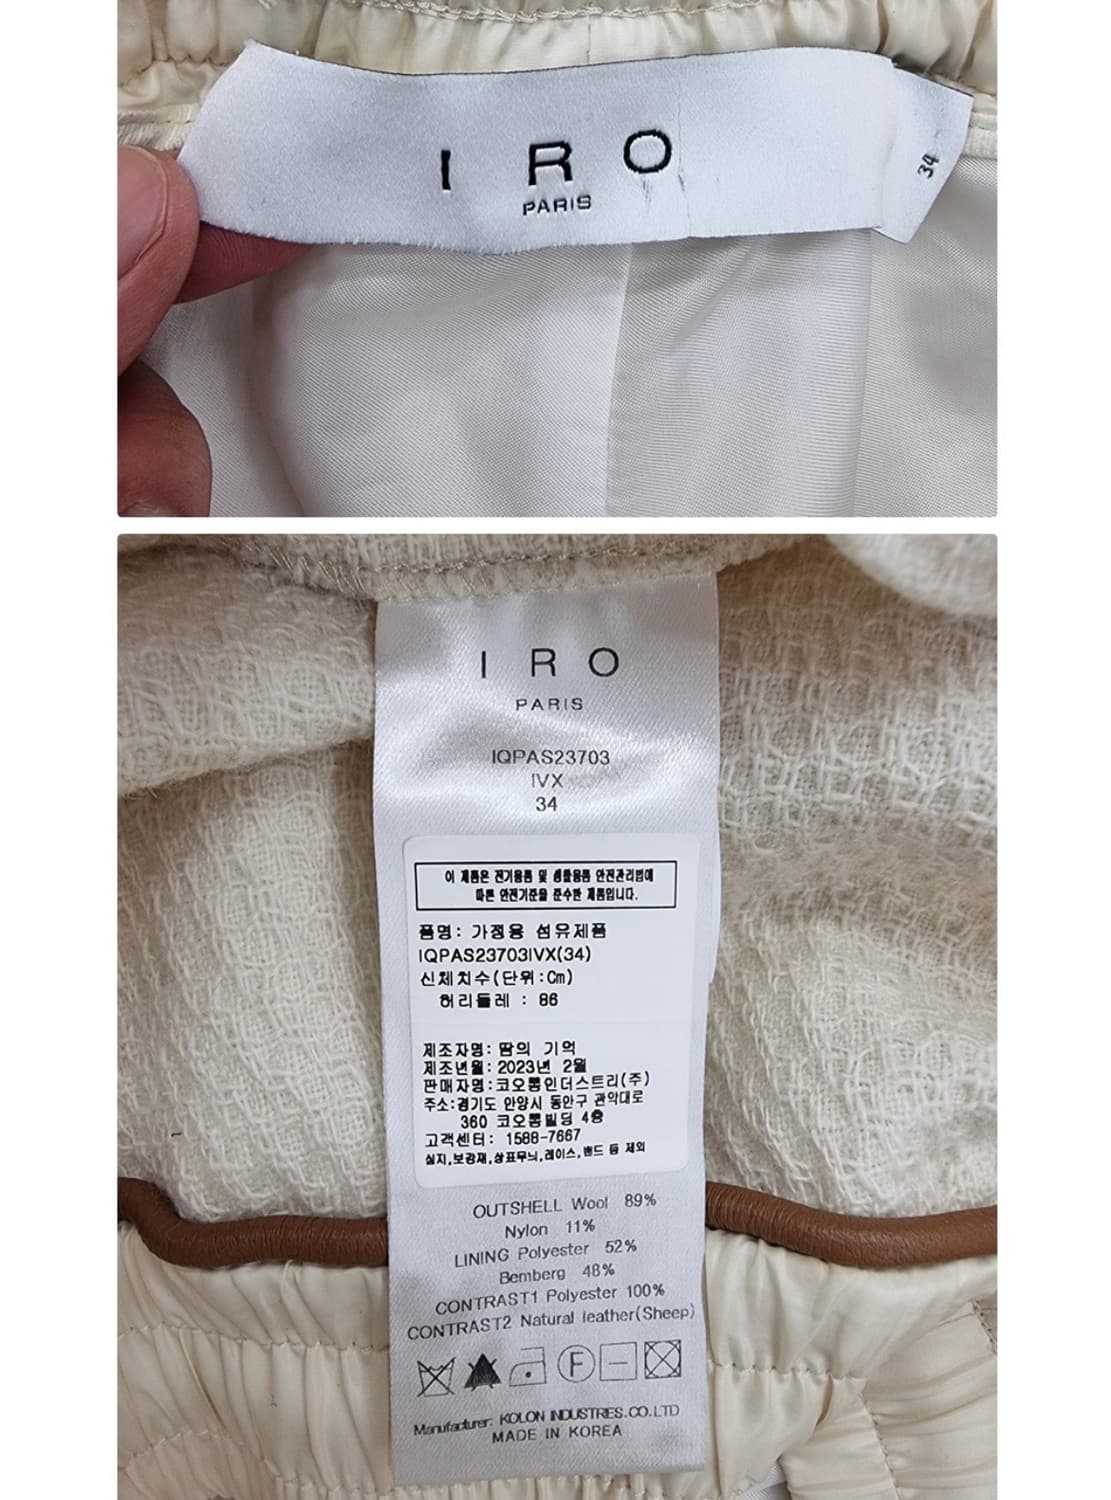 I R O
PARIS
34
I R O
PARIS
IQPAS23703
IVX
34
이 제품은 전기용품 및 생활용품 안전관리법에
따른 안전기준을 준수한 제품입니다.
품명: 가정용 섬유제품
IQPAS23703IVX(34)
신체치수(단위:Cm)
허리둘레 : 86
제조자명: 땀의 기억
제조년월: 2023년 2월
판매자명:코오롱인더스트리(주)
주소:경기도 안양시 동안구 관악대로
360 코오롱빌딩 4층
고객센터: 1588-7667
심지,보강재,상표무늬,레이스,밴드 등 제외
OUTSHELL Wool 89%
Nylon 11%
LINING Polyester 52%
Bemberg 48%
CONTRAST1 Polyester 100%
CONTRAST2 Natural leather(Sheep)
F
Manufacturer: KOLON INDUSTRIES.CO.LTD
MADE IN KOREA